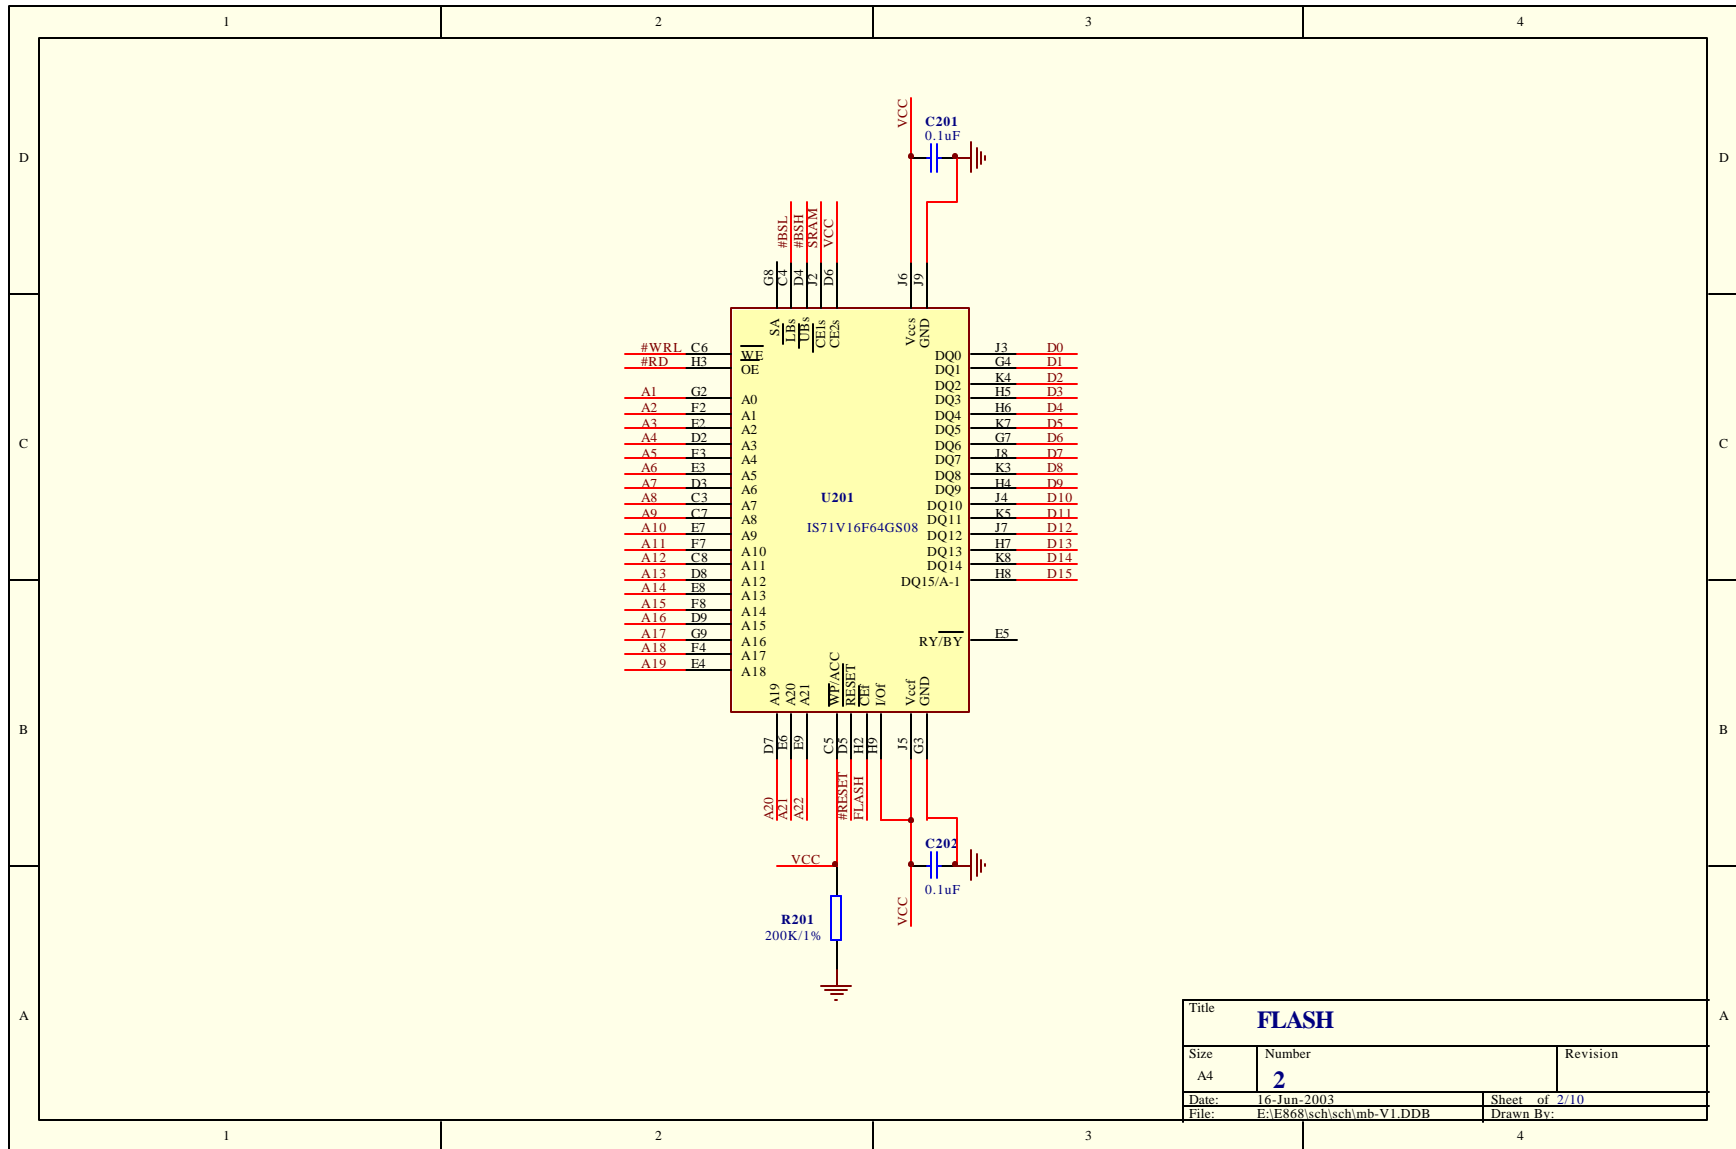 1 2 3 4
D D
C C
B B
A A
VCC
C201
0.1uF
#BSL
#BSH
SRAM
VCC
G8
C4
D4
J2
D6
J6
J9
SA
LBs
UBs
CE1s
CE2s
Vccs
GND
#WRL C6 WE
#RD H3 OE
A1 G2 A0
A2 F2 A1
A3 E2 A2
A4 D2 A3
A5 F3 A4
A6 E3 A5
A7 D3 A6
A8 C3 A7
A9 C7 A8
A10 E7 A9
A11 F7 A10
A12 C8 A11
A13 D8 A12
A14 E8 A13
A15 F8 A14
A16 D9 A15
A17 G9 A16
A18 F4 A17
A19 E4 A18
DQ0 J3 D0
DQ1 G4 D1
DQ2 K4 D2
DQ3 H5 D3
DQ4 H6 D4
DQ5 K7 D5
DQ6 G7 D6
DQ7 J8 D7
DQ8 K3 D8
DQ9 H4 D9
DQ10 J4 D10
DQ11 K5 D11
DQ12 J7 D12
DQ13 H7 D13
DQ14 K8 D14
DQ15/A-1 H8 D15
RY/BY E5
U201
IS71V16F64GS08
A19
A20
A21
WP/ACC
RESET
CEf
I/Of
Vccf
GND
D7
E6
E9
C5
D5
H2
H9
J5
G3
A20
A21
A22
#RESET
FLASH
VCC
C202
0.1uF
VCC
R201
200K/1%
Title
FLASH
Size
A4
Number
2
Revision
Date: 16-Jun-2003
Sheet of 2/10
File: E:\E868\sch\sch\mb-V1.DDB
Drawn By:
1 2 3 4